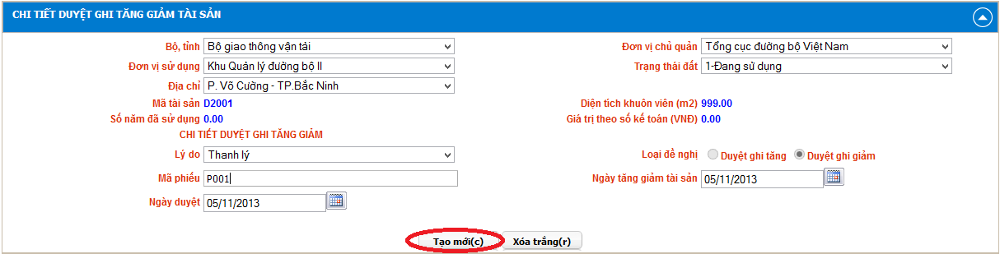 CHI TIẾT DUYỆT GHI TĂNG GIẢM TÀI SẢN
Bộ, tỉnh Bộ giao thông vận tải Đơn vị chủ quản Tổng cục đường bộ Việt Nam
Đơn vị sử dụng Khu Quản lý đường bộ II Trạng thái đất 1-Đang sử dụng
Địa chỉ P. Võ Cường - TP.Bắc Ninh
Mã tài sản D2001 Diện tích khuôn viên (m2) 999.00
Số năm đã sử dụng 0.00 Giá trị theo số kế toán (VNĐ) 0.00
CHI TIẾT DUYỆT GHI TĂNG GIẢM
Lý do Thanh lý Loại đề nghị Duyệt ghi tăng Duyệt ghi giảm
Mã phiếu P001 Ngày tăng giảm tài sản 05/11/2013
Ngày duyệt 05/11/2013
Tạo mới(c) Xóa trắng(r)